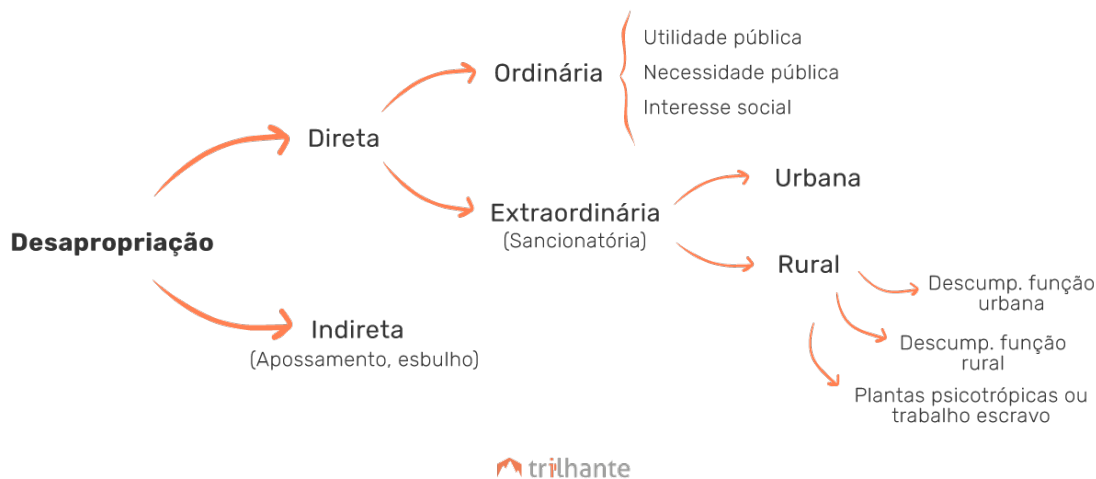 Desapropriação
Direta
Ordinária
Utilidade pública
Necessidade pública
Interesse social
Extraordinária
(Sancionatória)
Urbana
Rural
Descump. função
urbana
Descump. função
rural
Plantas psicotrópicas ou
trabalho escravo
Indireta
(Apossamento, esbulho)
trilhante